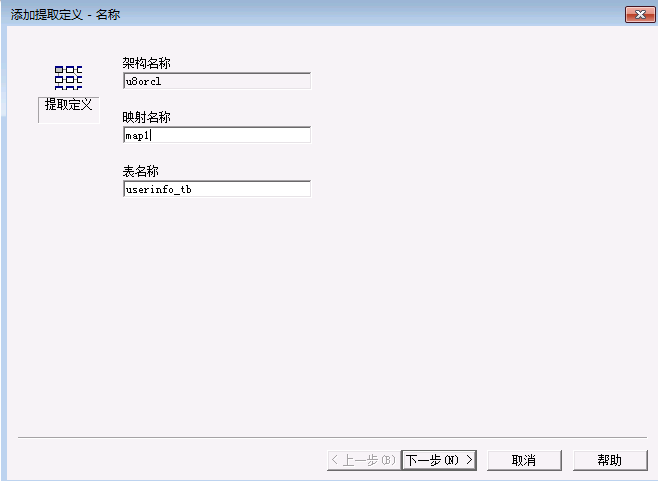 添加提取定义 - 名称
提取定义
架构名称
u8orcl
映射名称
map1
表名称
userinfo_tb
< 上一步(B)
下一步(N) >
取消
帮助